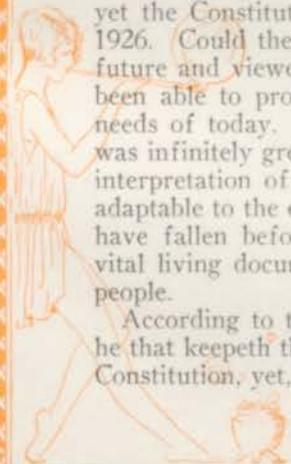 yet the Constitut
1926. Could the
future and viewe
been able to pro
needs of today.
was infinitely gre
interpretation of
adaptable to the e
have fallen befo
vital living docu
people.
According to t
he that keepeth th
Constitution, yet,